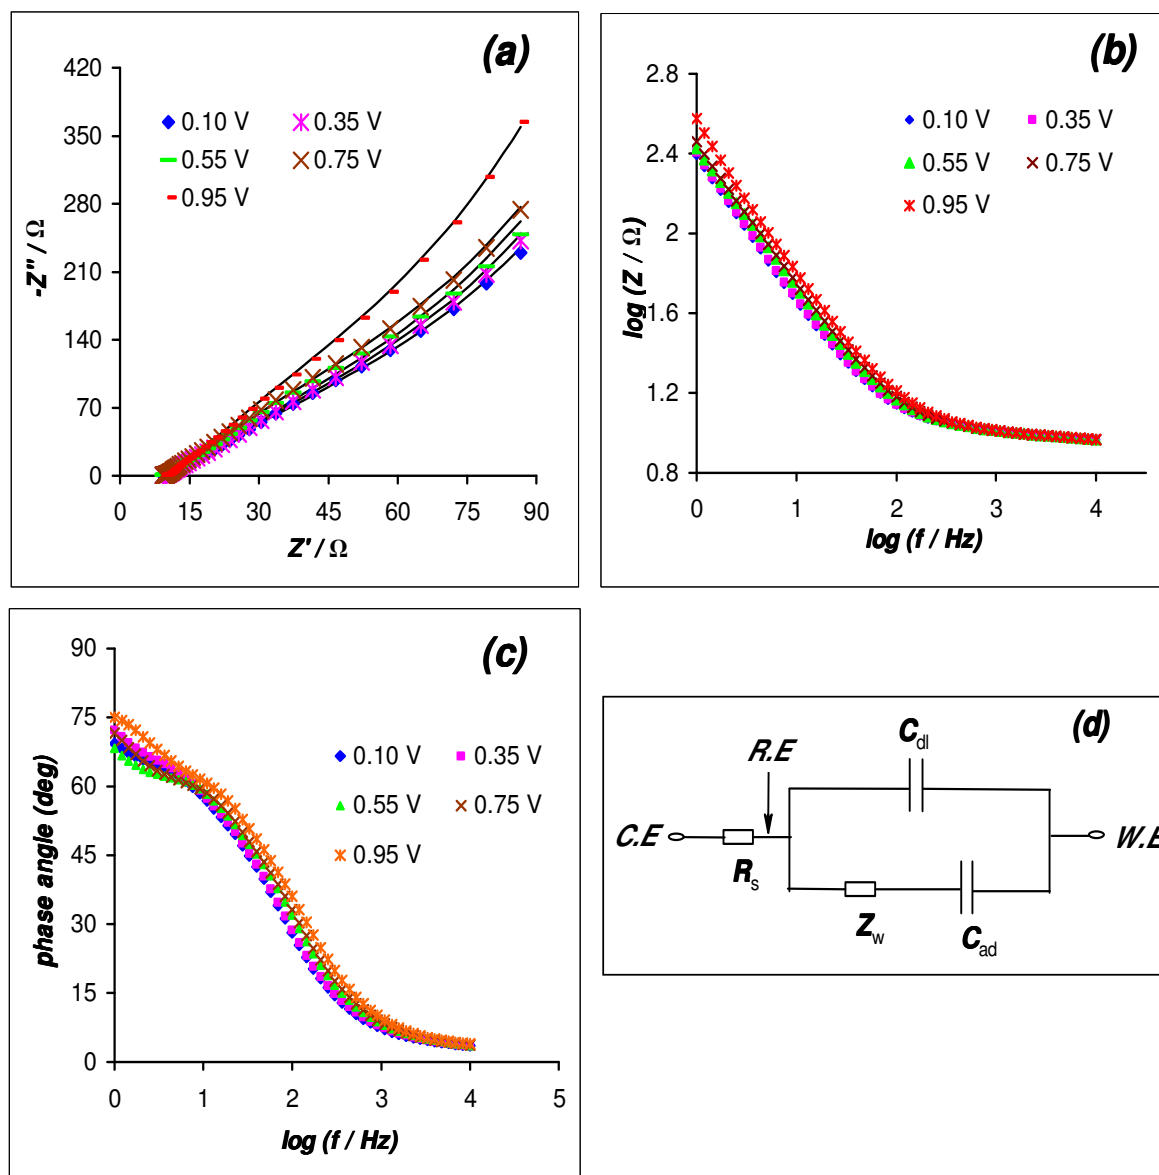 (a)
420
350
280
210
140
70
0
-Z'' / Ω
0.10 V
0.35 V
0.55 V
0.75 V
0.95 V
0 15 30 45 60 75 90
Z' / Ω
(b)
2.8
2.4
2
1.6
1.2
0.8
log (Z / Ω)
0.10 V
0.35 V
0.55 V
0.75 V
0.95 V
0 1 2 3 4
log (f / Hz)
(c)
90
75
60
45
30
15
0
phase angle (deg)
0.10 V
0.35 V
0.55 V
0.75 V
0.95 V
0 1 2 3 4 5
log (f / Hz)
(d)
Cdl
R.E
C.E
W.E
Rs
Zw
Cad